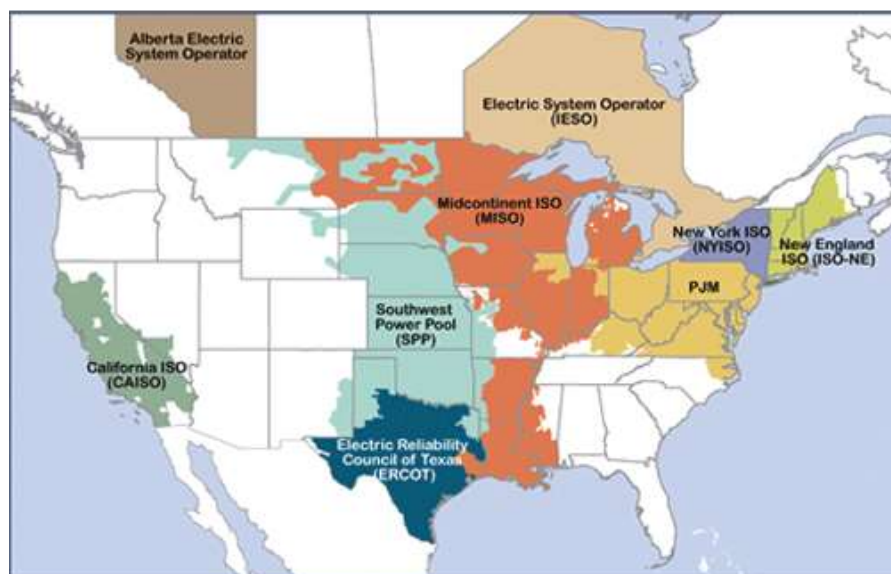 Alberta Electric
System Operator
Electric System Operator
(IESO)
Midcontinent ISO
(MISO)
New York ISO
(NYISO)
New England
ISO (ISO-NE)
PJM
Southwest
Power Pool
(SPP)
California ISO
(CAISO)
Electric Reliability
Council of Texas
(ERCOT)